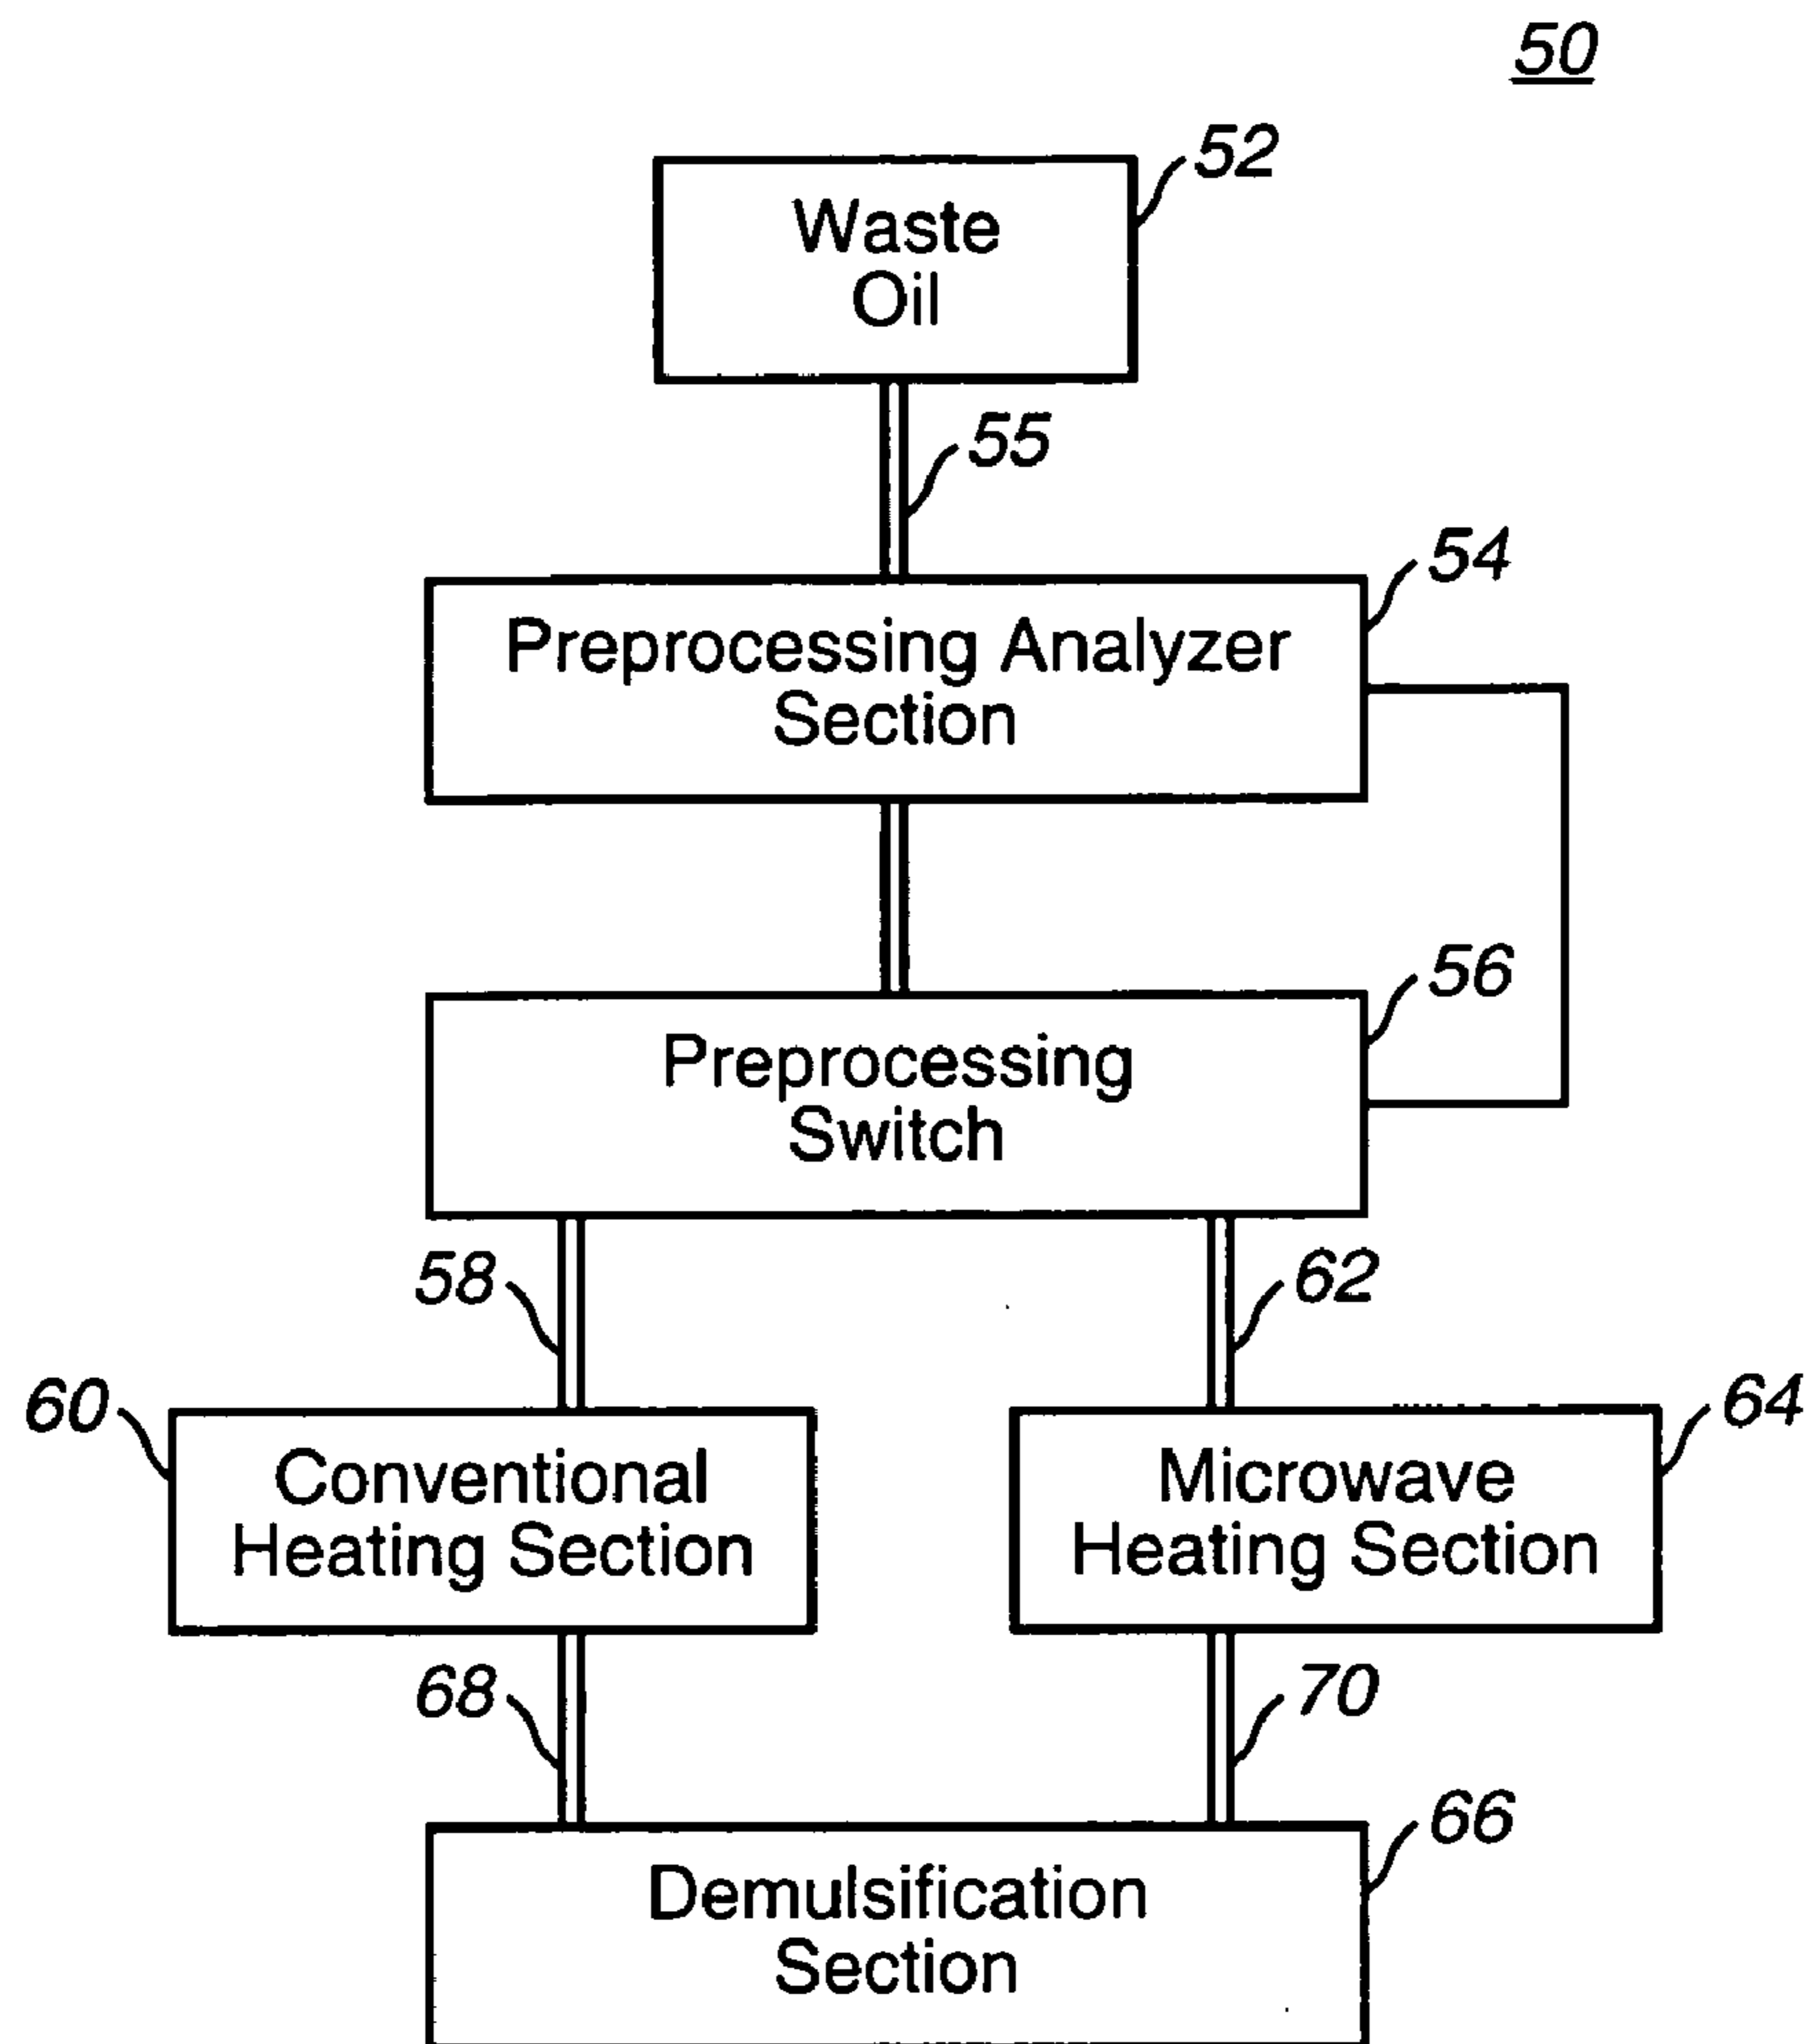 50
52
Waste
Oil
55
54
Preprocessing Analyzer
Section
56
Preprocessing
Switch
58
62
60
64
Conventional
Heating Section
Microwave
Heating Section
68
70
66
Demulsification
Section